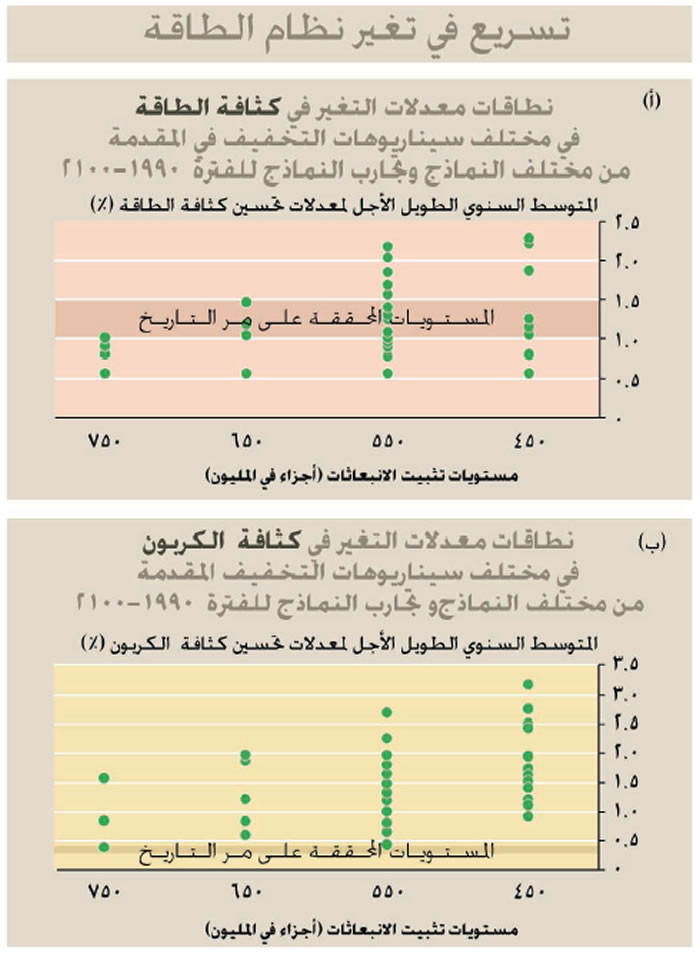 تسريع في تغير نظام الطاقة
(أ)
نطاقات معدلات التغير في كثافة الطاقة
في مختلف سيناريوهات التخفيف في المقدمة
من مختلف النماذج وتجارب النماذج للفترة ١٩٩٠-٢١٠٠
المتوسط السنوي الطويل الأجل لمعدلات تحسين كثافة الطاقة (٪)
٢.٥
٢.٠
١.٥
المستويات المحققة على مر التاريخ
١.٠
٠.٥
٠
٧٥٠ ٦٥٠ ٥٥٠ ٤٥٠
مستويات تثبيت الانبعاثات (أجزاء في المليون)
(ب)
نطاقات معدلات التغير في كثافة الكربون
في مختلف سيناريوهات التخفيف المقدمة
من مختلف النماذج و تجارب النماذج للفترة ١٩٩٠-٢١٠٠
المتوسط السنوي الطويل الأجل لمعدلات تحسين كثافة الكربون (٪)
٣.٥
٣.٠
٢.٥
٢.٠
١.٥
١.٠
٠.٥
المستويات المحققة على مر التاريخ
٠
٧٥٠ ٦٥٠ ٥٥٠ ٤٥٠
مستويات تثبيت الانبعاثات (أجزاء في المليون)